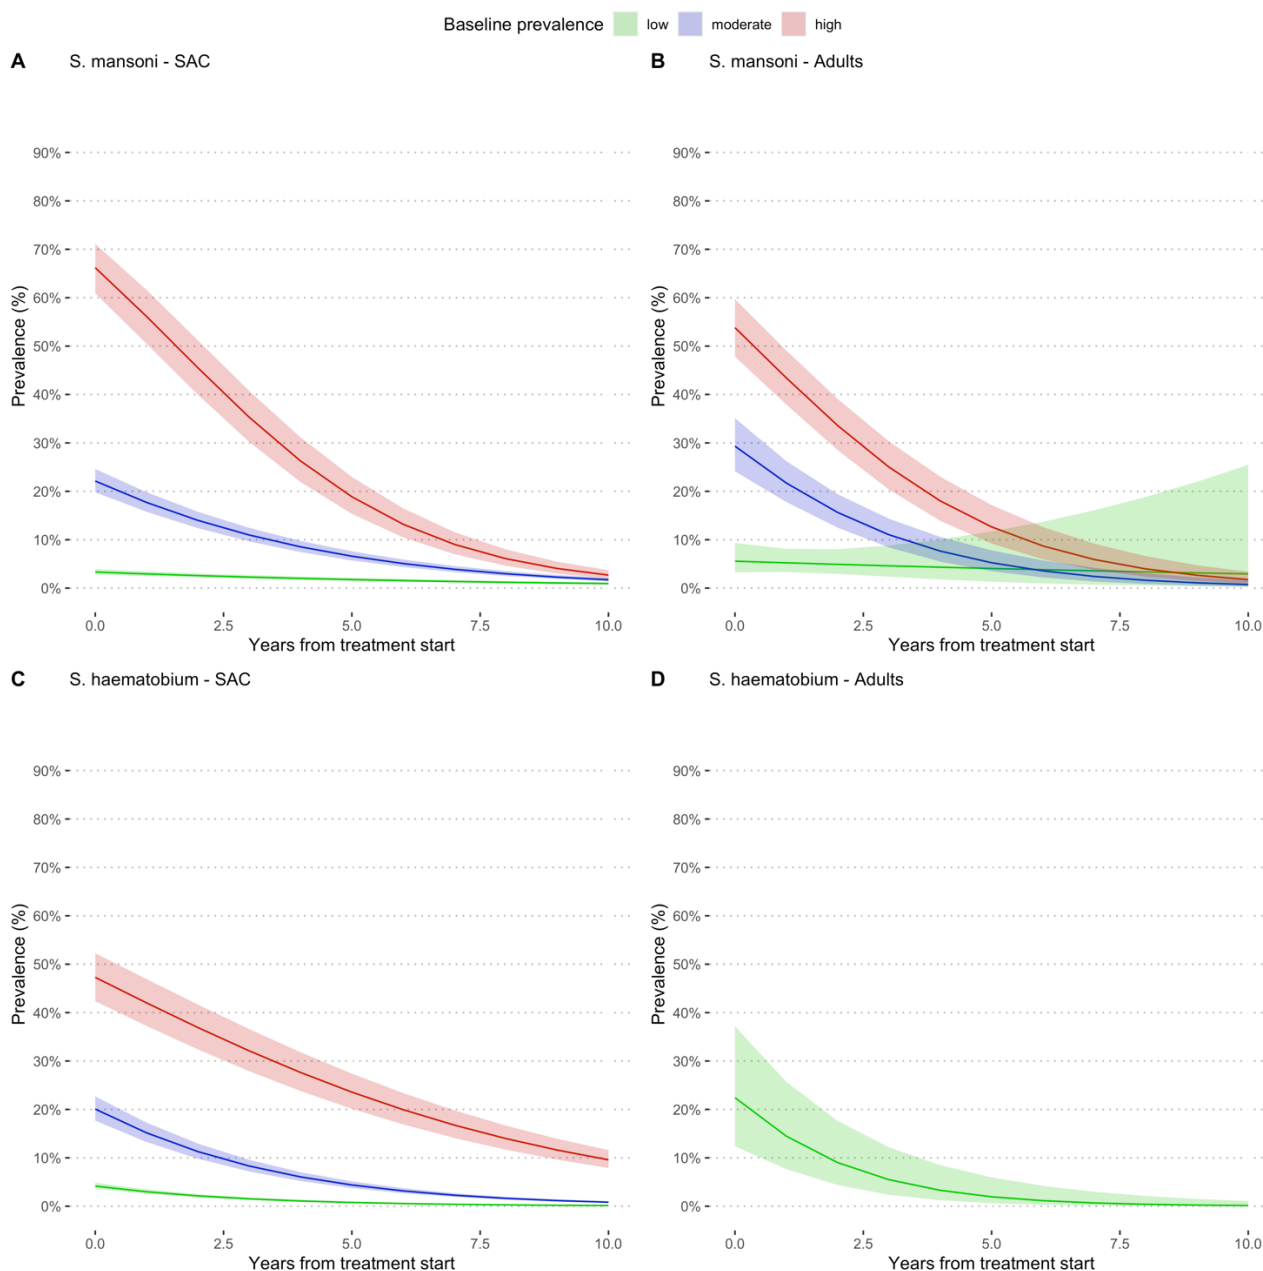 Baseline prevalence low moderate high
A S. mansoni - SAC
90%
80%
70%
60%
50%
40%
30%
20%
10%
0%
Prevalence (%)
0.0 2.5 5.0 7.5 10.0
Years from treatment start
B S. mansoni - Adults
90%
80%
70%
60%
50%
40%
30%
20%
10%
0%
Prevalence (%)
0.0 2.5 5.0 7.5 10.0
Years from treatment start
C S. haematobium - SAC
90%
80%
70%
60%
50%
40%
30%
20%
10%
0%
Prevalence (%)
0.0 2.5 5.0 7.5 10.0
Years from treatment start
D S. haematobium - Adults
90%
80%
70%
60%
50%
40%
30%
20%
10%
0%
Prevalence (%)
0.0 2.5 5.0 7.5 10.0
Years from treatment start